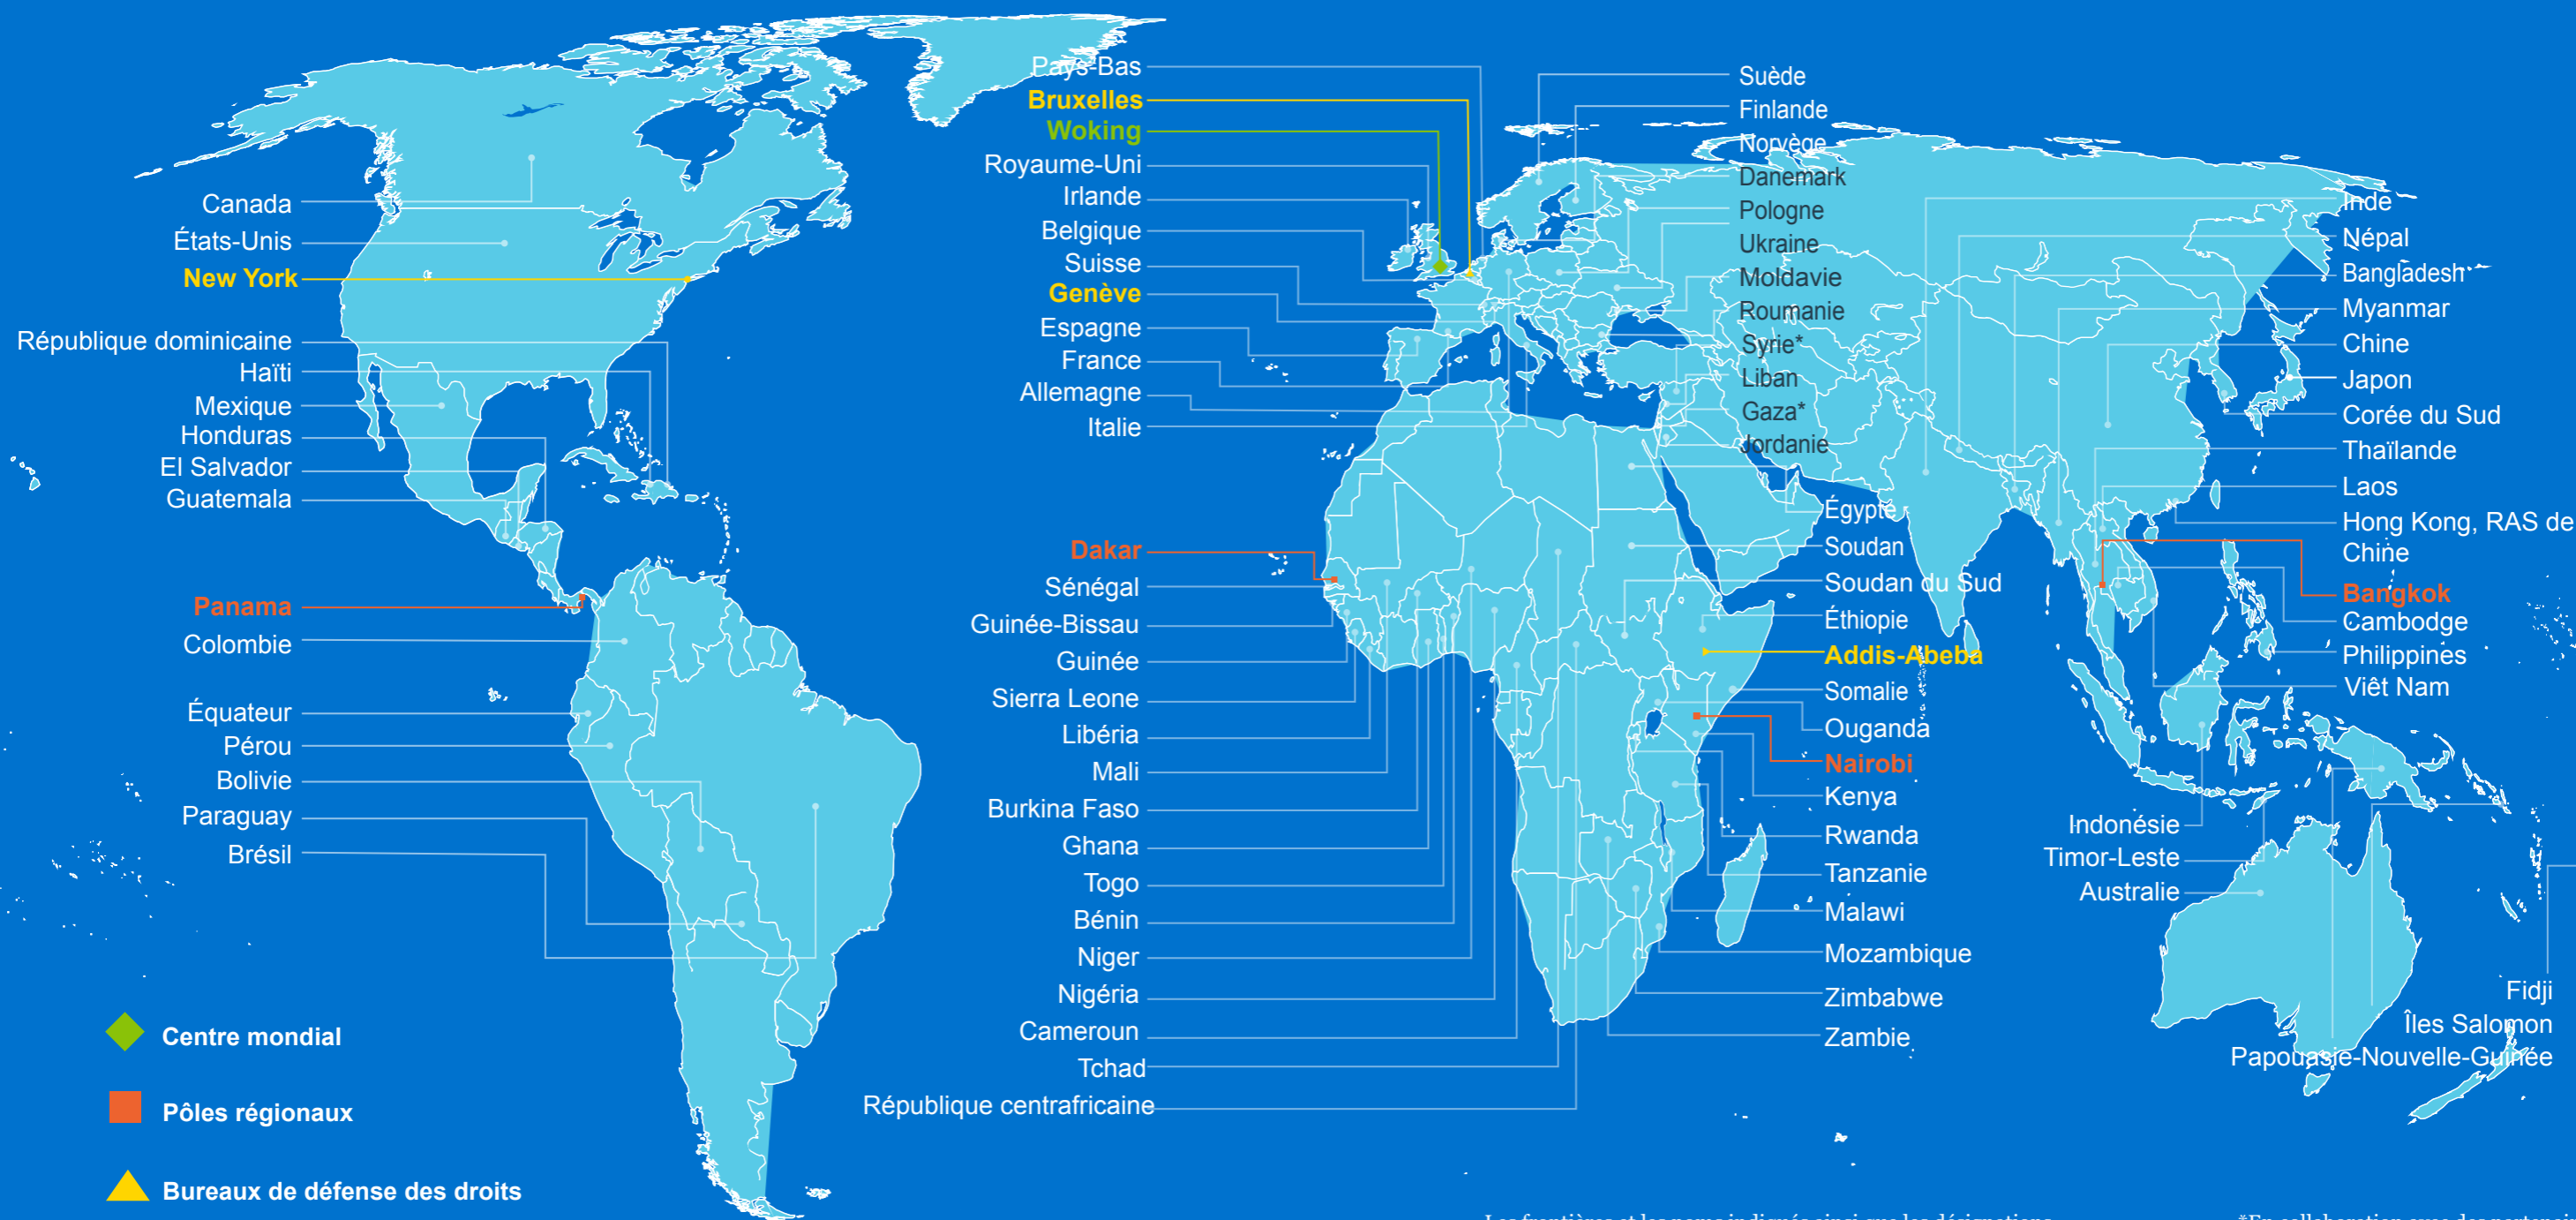 Canada
États-Unis
New York
République dominicaine
Haïti
Mexique
Honduras
El Salvador
Guatemala
Panama
Colombie
Équateur
Pérou
Bolivie
Paraguay
Brésil
Centre mondial
Pôles régionaux
Bureaux de défense des droits
Pays-Bas
Bruxelles
Woking
Royaume-Uni
Irlande
Belgique
Suisse
Genève
Espagne
France
Allemagne
Italie
Dakar
Sénégal
Guinée-Bissau
Guinée
Sierra Leone
Libéria
Mali
Burkina Faso
Ghana
Togo
Bénin
Niger
Nigéria
Cameroun
Tchad
République centrafricaine
Suède
Finlande
Norvège
Danemark
Pologne
Ukraine
Moldavie
Roumanie
Syrie*
Liban
Gaza*
Jordanie
Égypte
Soudan
Soudan du Sud
Éthiopie
Addis-Abeba
Somalie
Ouganda
Nairobi
Kenya
Rwanda
Tanzanie
Malawi
Mozambique
Zimbabwe
Zambie
Inde
Népal
Bangladesh
Myanmar
Chine
Japon
Corée du Sud
Thaïlande
Laos
Hong Kong, RAS de
Chine
Bangkok
Cambodge
Philippines
Viêt Nam
Indonésie
Timor-Leste
Australie
Fidji
Îles Salomon
Papouasie-Nouvelle-Guinée